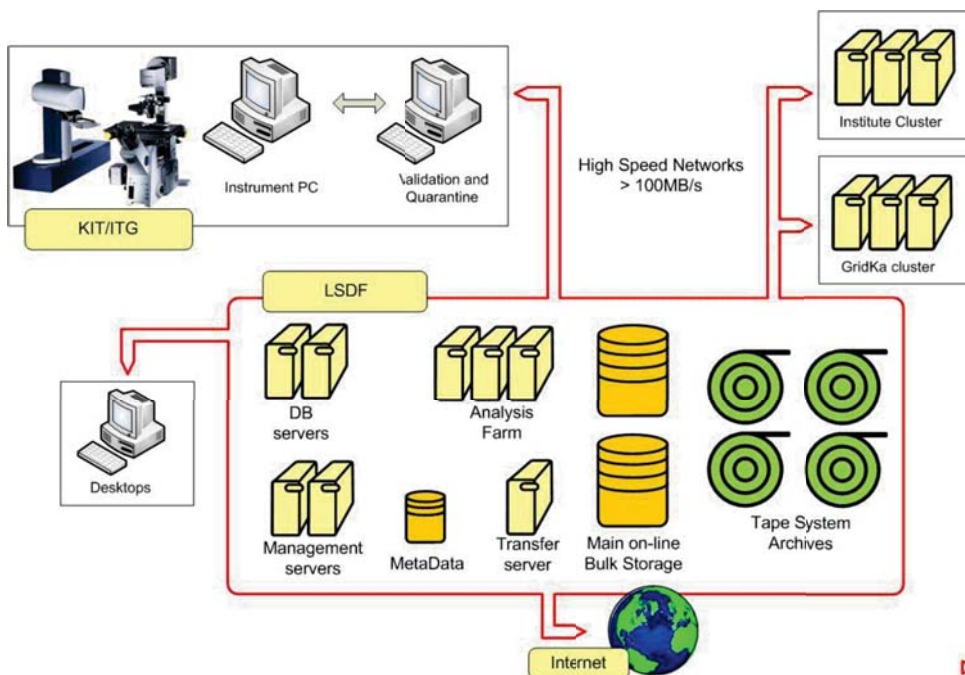 Instrument PC
Validation and
Quarantine
KIT/ITG
High Speed Networks
> 100MB/s
Institute Cluster
GridKa cluster
LSDF
DB
servers
Analysis
Farm
Desktops
Management
servers
MetaData
Transfer
server
Main on-line
Bulk Storage
Tape System
Archives
Internet